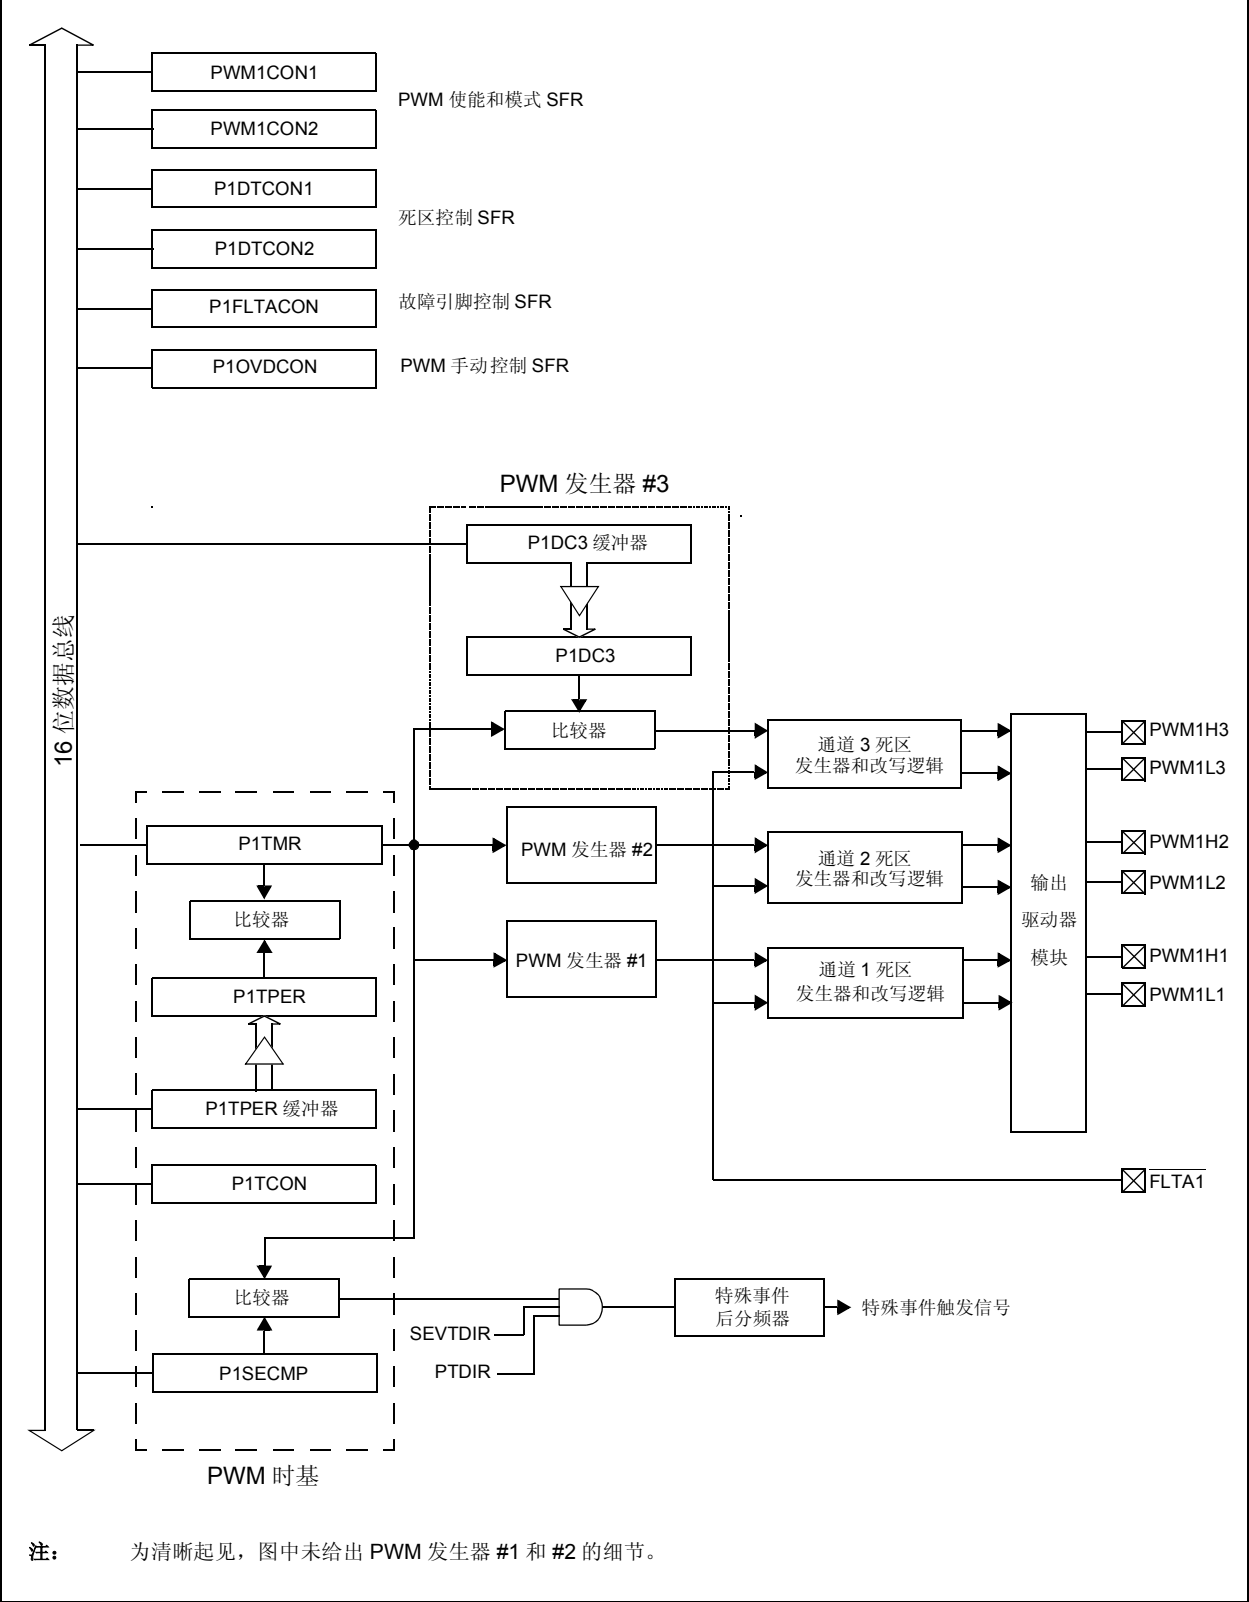 PWM1CON1
PWM 使能和模式 SFR
PWM1CON2
P1DTCON1
死区控制 SFR
P1DTCON2
P1FLTACON
故障引脚控制 SFR
P1OVDCON
PWM 手动控制 SFR
16 位数据总线
PWM 发生器 #3
P1DC3 缓冲器
P1DC3
比较器
通道 3 死区
发生器和改写逻辑
PWM1H3
PWM1L3
P1TMR
PWM 发生器 #2
通道 2 死区
发生器和改写逻辑
PWM1H2
PWM1L2
比较器
输出
驱动器
模块
PWM 发生器 #1
通道 1 死区
发生器和改写逻辑
PWM1H1
PWM1L1
P1TPER
P1TPER 缓冲器
P1TCON
FLTA1
比较器
SEVTDIR
PTDIR
特殊事件
后分频器
特殊事件触发信号
P1SECMP
PWM 时基
注： 为清晰起见，图中未给出 PWM 发生器 #1 和 #2 的细节。